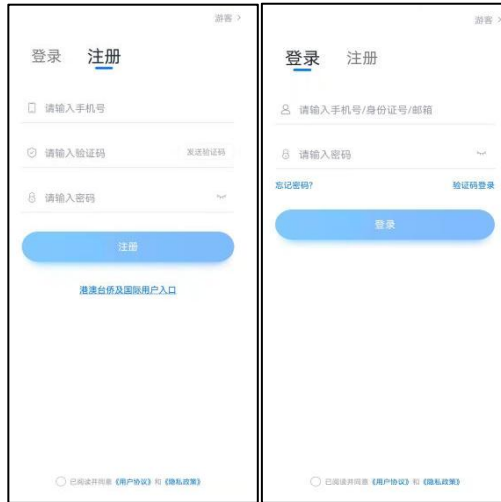 游客 >
登录 注册
请输入手机号
请输入验证码 发送验证码
请输入密码
注册
港澳台侨及国际用户入口
已阅读并同意《用户协议》和《隐私政策》
游客 >
登录 注册
请输入手机号/身份证号/邮箱
请输入密码
忘记密码? 验证码登录
登录
已阅读并同意《用户协议》和《隐私政策》